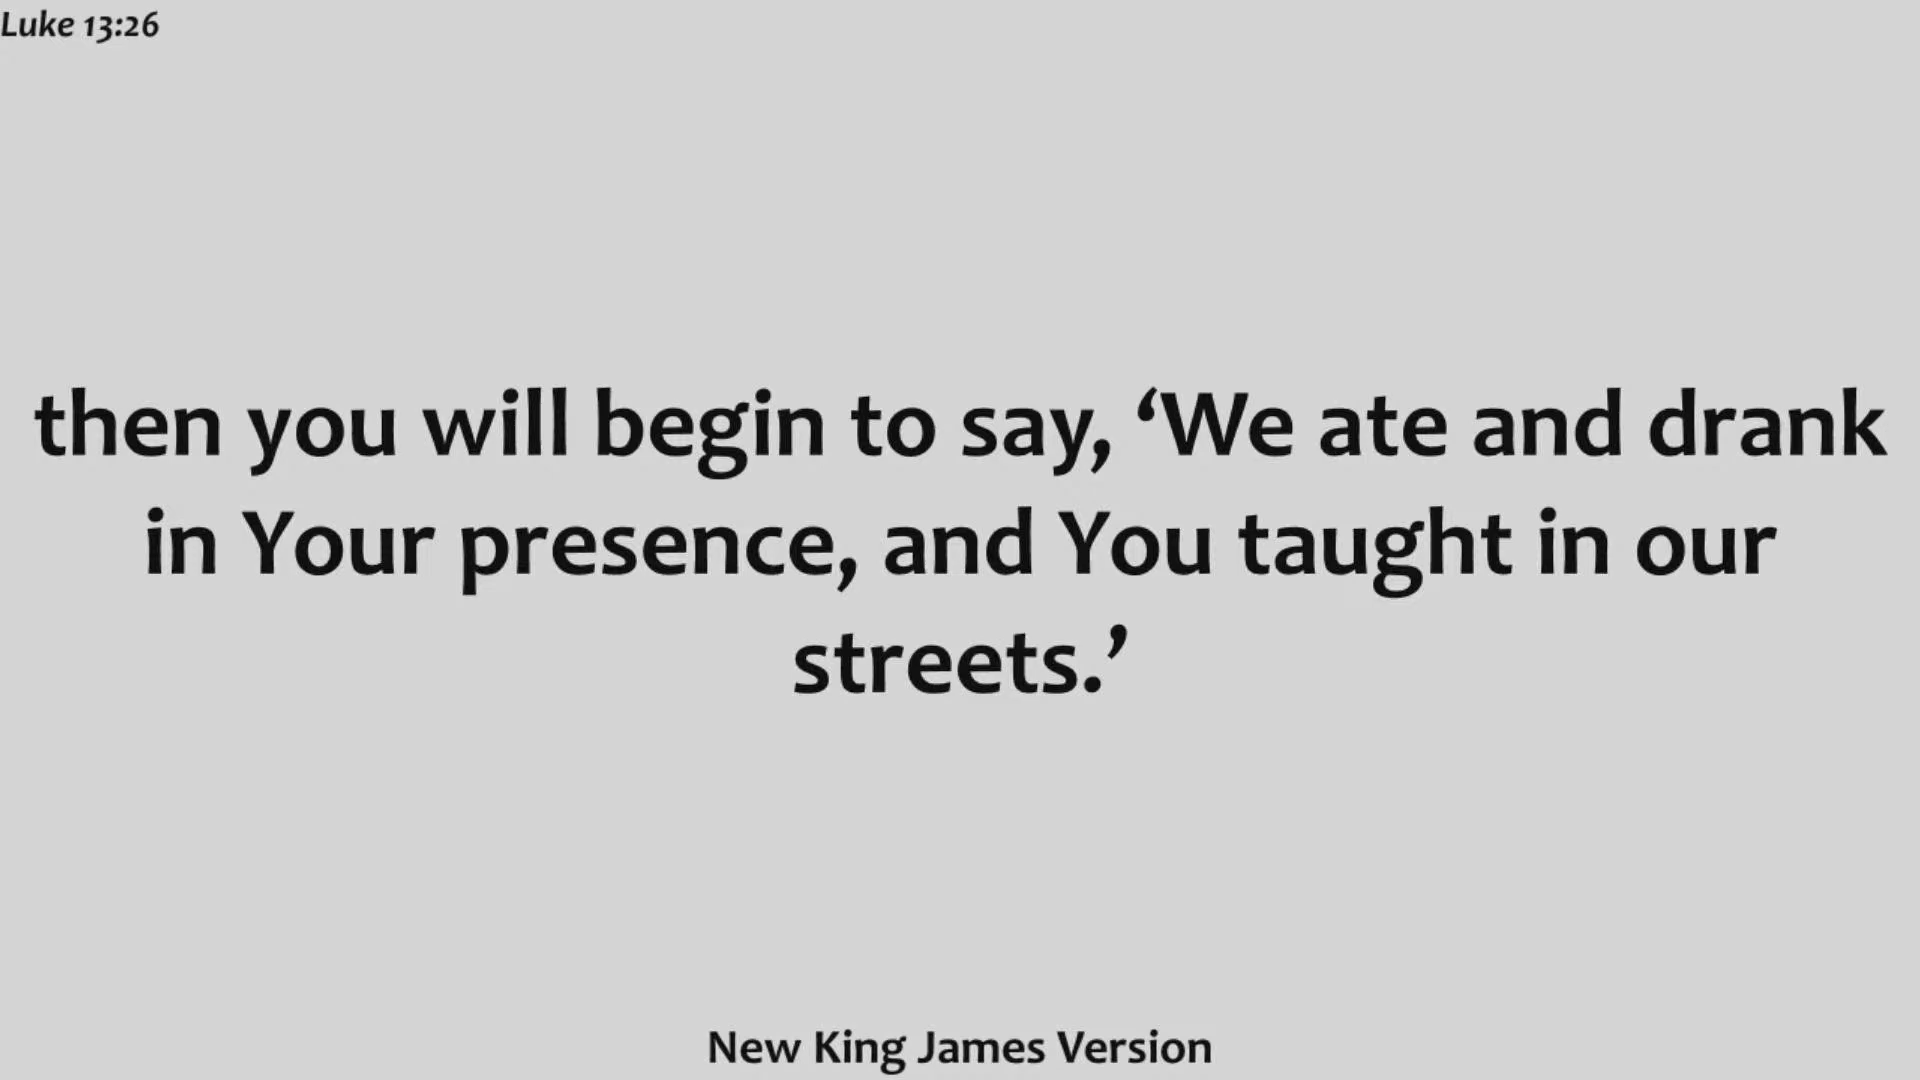 Luke 13:26
then you will begin to say, ‘We ate and drank
in Your presence, and You taught in our
streets.’
New King James Version